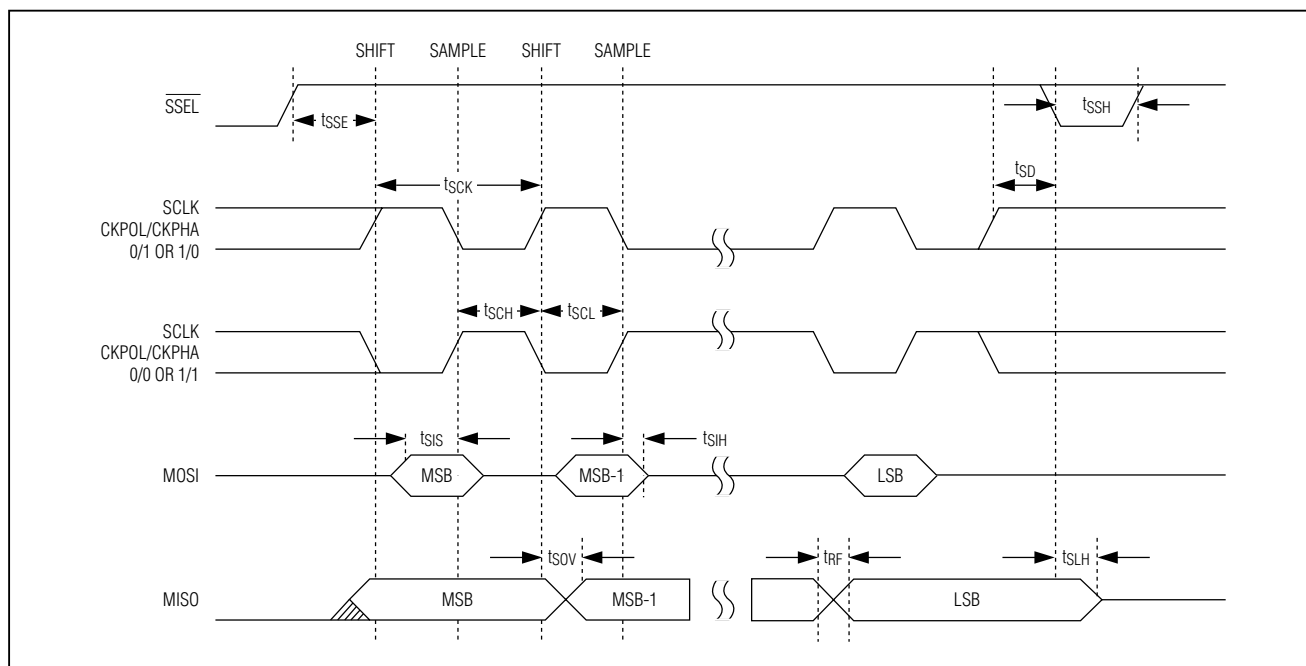 SHIFT SAMPLE SHIFT SAMPLE
SSEL
tSSE
tSSH
tSCK
tSD
SCLK
CKPOL/CKPHA
0/1 OR 1/0
tSCH
tSCL
SCLK
CKPOL/CKPHA
0/0 OR 1/1
tSIS
tSIH
MOSI
MSB
MSB-1
LSB
tSOV
tRF
tSLH
MISO
MSB
MSB-1
LSB